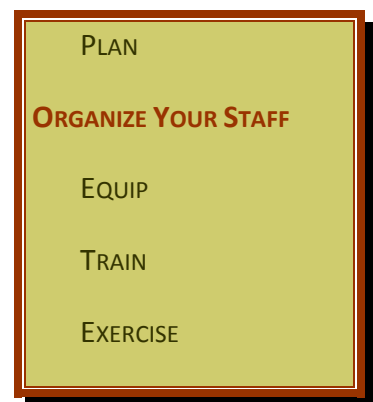 PLAN
ORGANIZE YOUR STAFF
EQUIP
TRAIN
EXERCISE